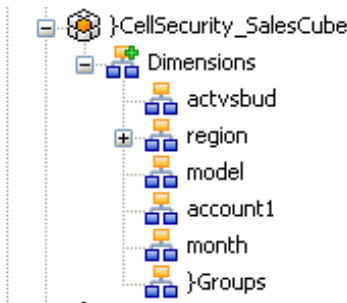 }CellSecurity_SalesCube
Dimensions
actvsbud
region
model
account1
month
}Groups